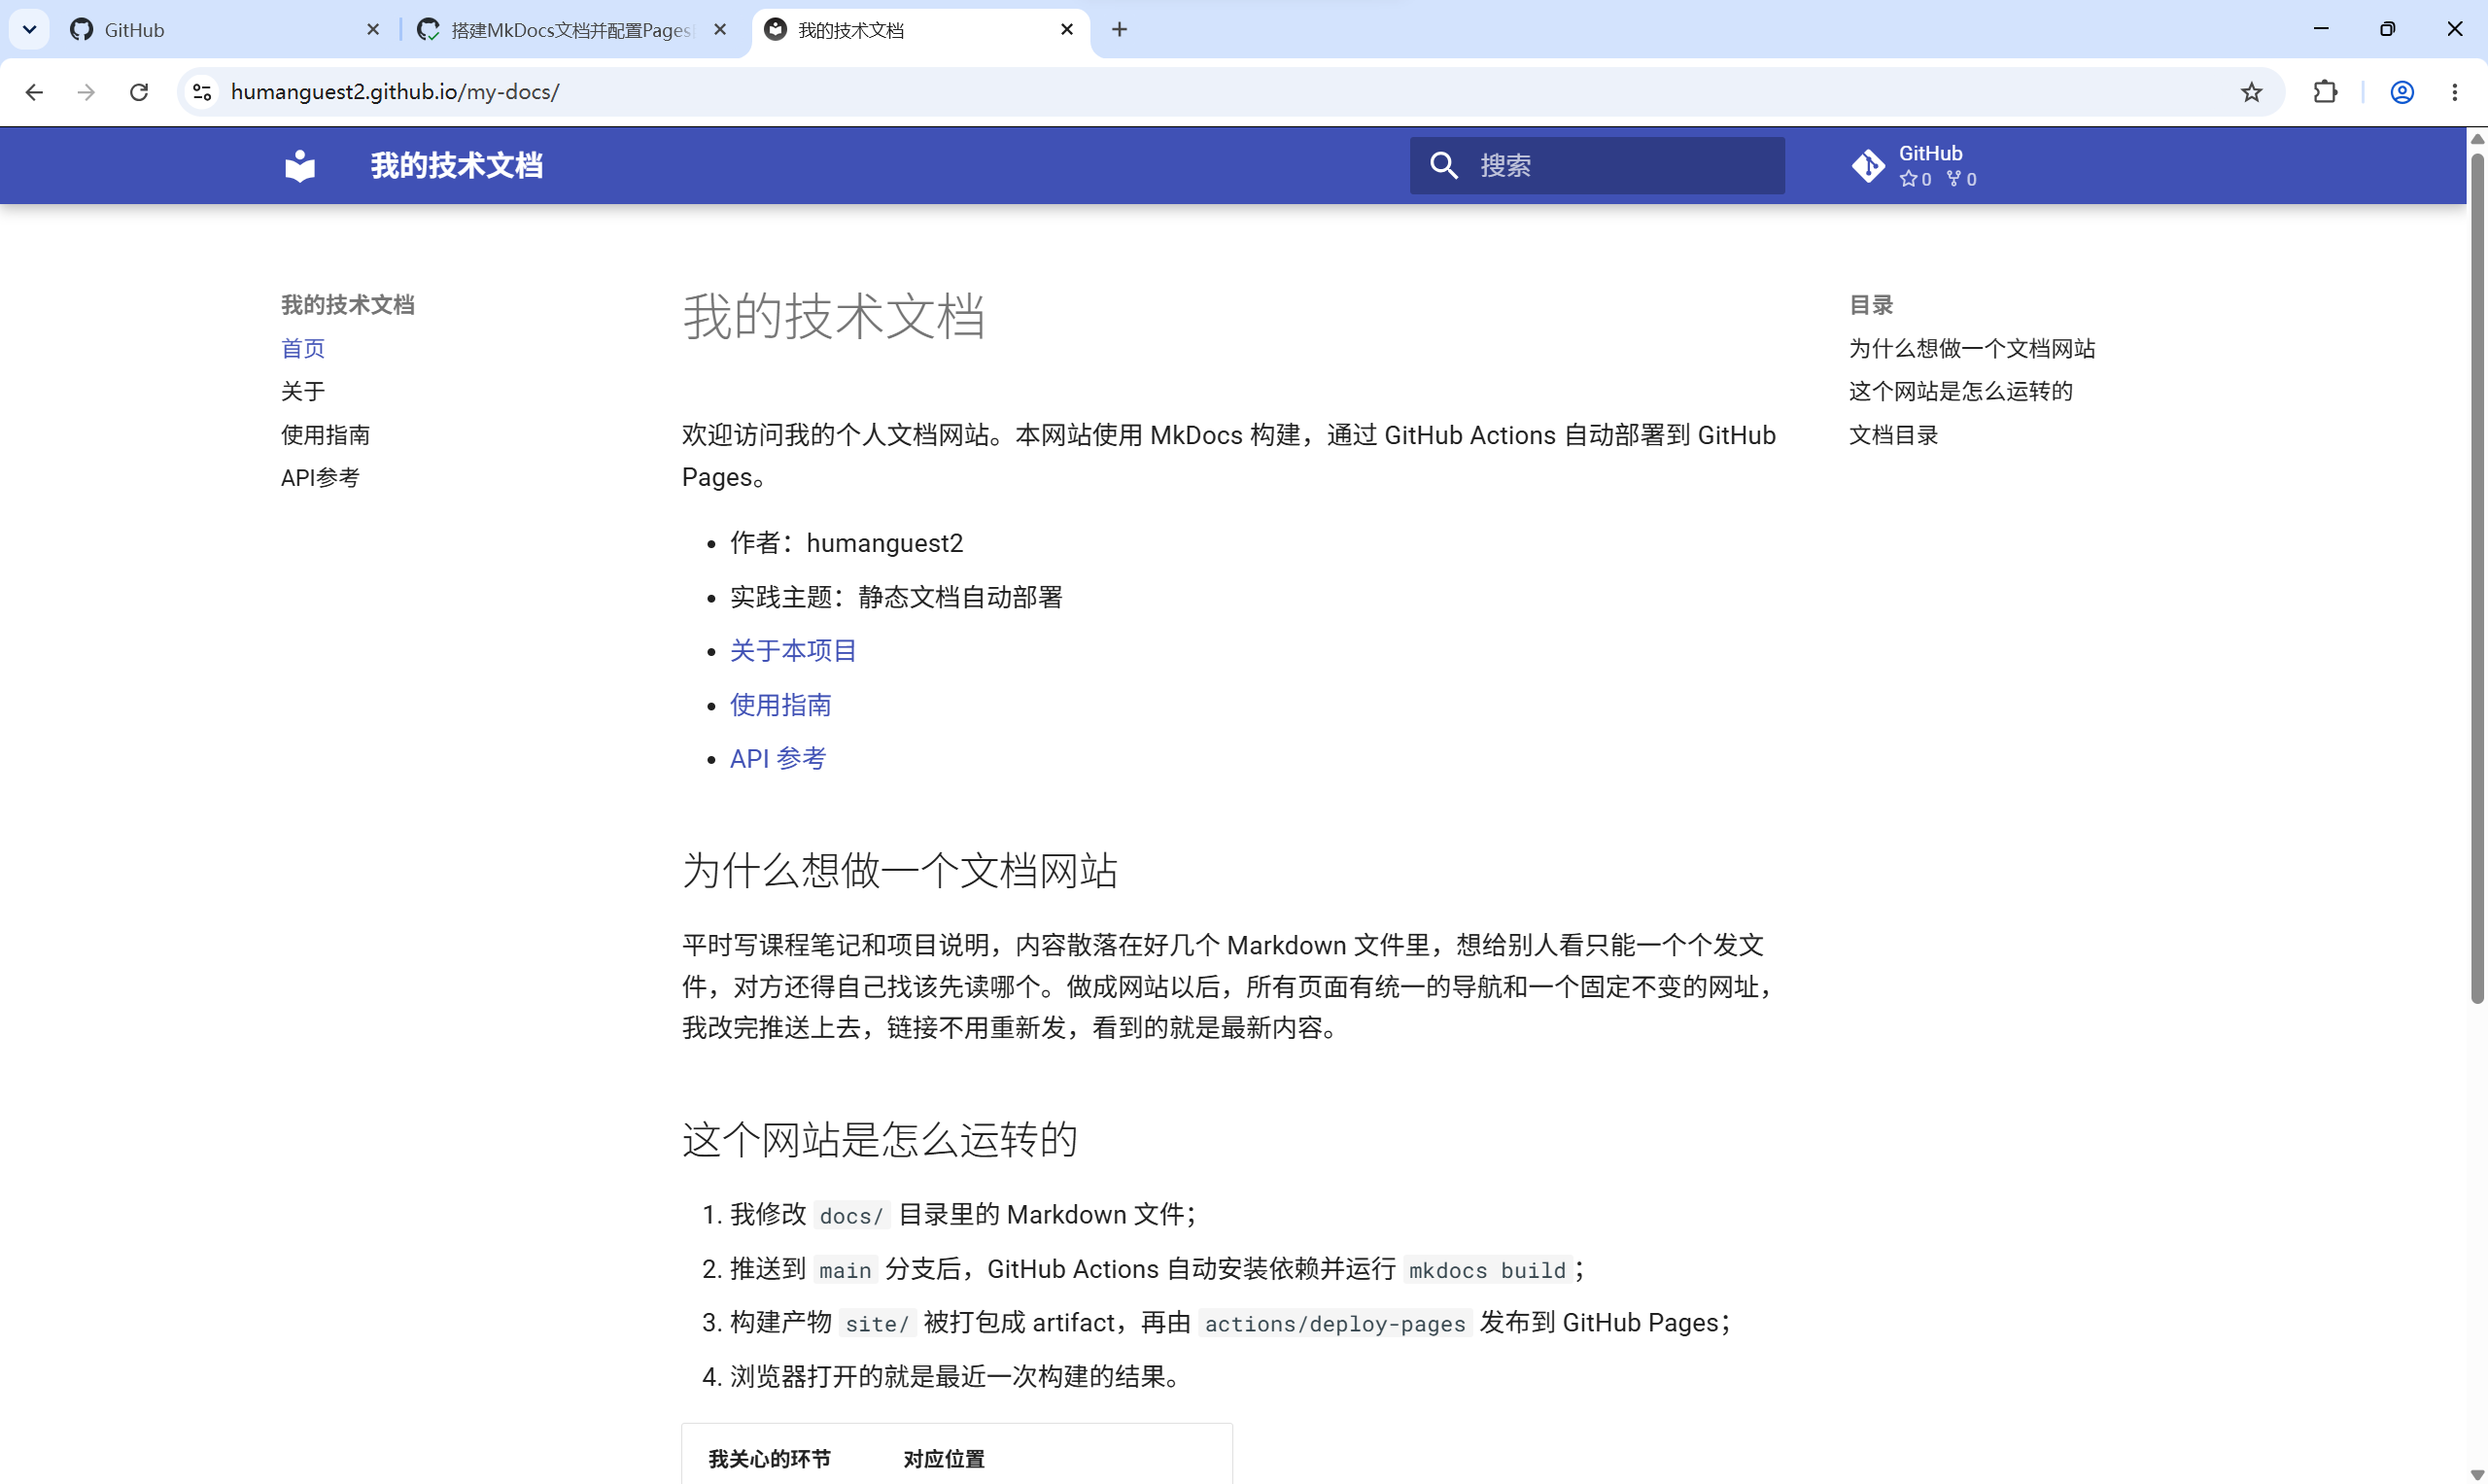 GitHub
搭建MkDocs文档并配置Pages
我的技术文档
humanguest2.github.io/my-docs/
我的技术文档
搜索
GitHub
0 0
我的技术文档
首页
关于
使用指南
API参考
我的技术文档
欢迎访问我的个人文档网站。本网站使用 MkDocs 构建，通过 GitHub Actions 自动部署到 GitHub
Pages。
• 作者：humanguest2
• 实践主题：静态文档自动部署
• 关于本项目
• 使用指南
• API 参考
为什么想做一个文档网站
平时写课程笔记和项目说明，内容散落在好几个 Markdown 文件里，想给别人看只能一个个发文
件，对方还得自己找该先读哪个。做成网站以后，所有页面有统一的导航和一个固定不变的网址，
我改完推送上去，链接不用重新发，看到的就是最新内容。
这个网站是怎么运转的
1. 我修改 docs/ 目录里的 Markdown 文件；
2. 推送到 main 分支后，GitHub Actions 自动安装依赖并运行 mkdocs build；
3. 构建产物 site/ 被打包成 artifact，再由 actions/deploy-pages 发布到 GitHub Pages；
4. 浏览器打开的就是最近一次构建的结果。
我关心的环节 对应位置
目录
为什么想做一个文档网站
这个网站是怎么运转的
文档目录